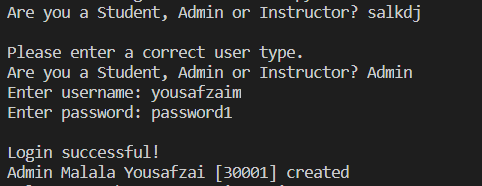 Are you a Student, Admin or Instructor? salkdj
Please enter a correct user type.
Are you a Student, Admin or Instructor? Admin
Enter username: yousafzaim
Enter password: password1
Login successful!
Admin Malala Yousafzai [30001] created